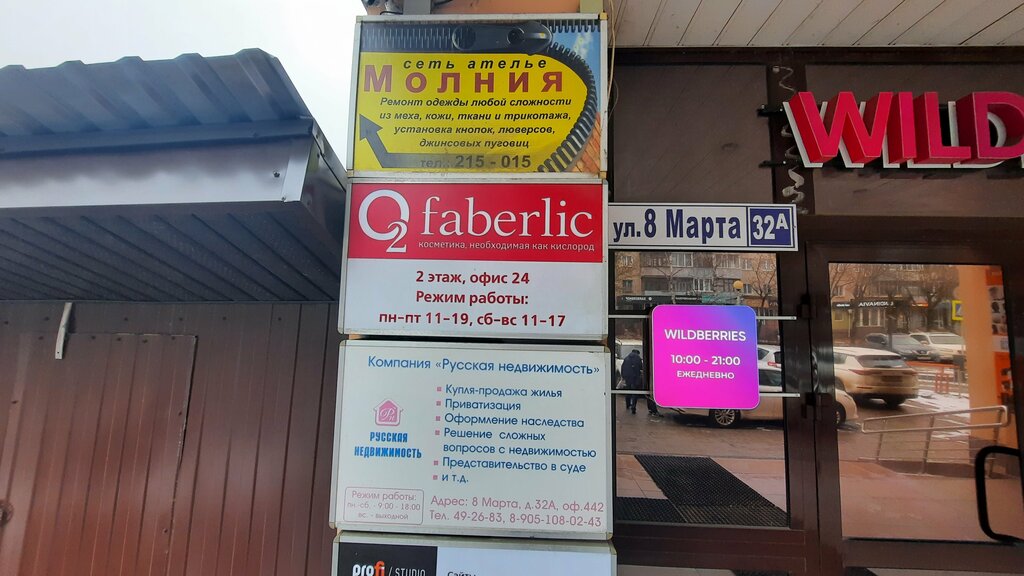 сеть ателье
Молния
Ремонт одежды любой сложности
из меха, кожи, ткани и трикотажа,
установка кнопок, люверсов,
джинсовых пуговиц
тел.: 215 - 015
O2 faberlic
косметика, необходимая как кислород
2 этаж, офис 24
Режим работы:
пн-пт 11-19, сб-вс 11-17
Компания «Русская недвижимость»
Купля-продажа жилья
Приватизация
Оформление наследства
Решение сложных
вопросов с недвижимостью
Представительство в суде
и т.д.
РУССКАЯ
НЕДВИЖИМОСТЬ
Режим работы:
пн.-сб. - 9.00 - 18.00
вс. - выходной
Адрес: 8 Марта, д.32А, оф.442
Тел. 49-26-83, 8-905-108-02-43
profi / STUDIO
Сайты
ул. 8 Марта 32А
WILD
WILDBERRIES
10:00 - 21:00
ЕЖЕДНЕВНО